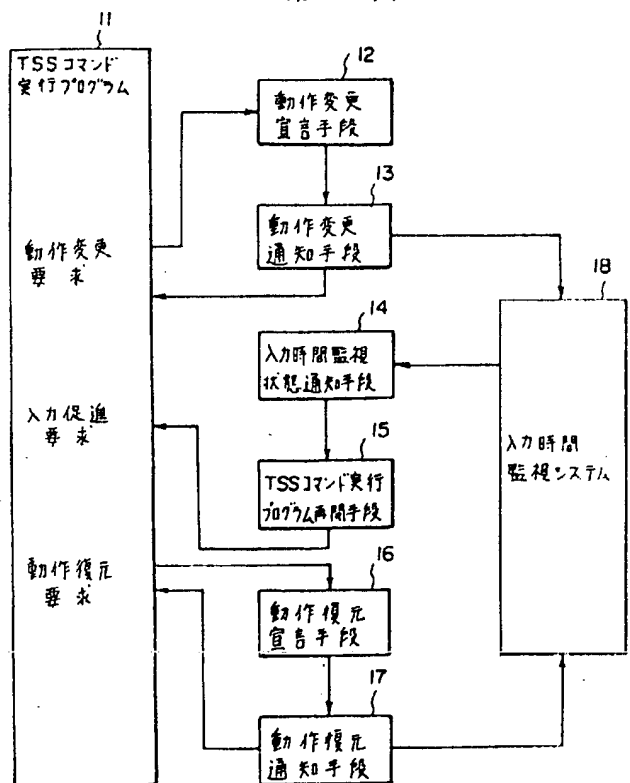 11
TSSコマンド
実行プログラム
動作変更
要求
入力促進
要求
動作復元
要求
12
動作変更
宣言手段
13
動作変更
通知手段
14
入力時間監視
状態通知手段
15
TSSコマンド実行
プログラム再開手段
16
動作復元
宣言手段
17
動作復元
通知手段
18
入力時間
監視システム